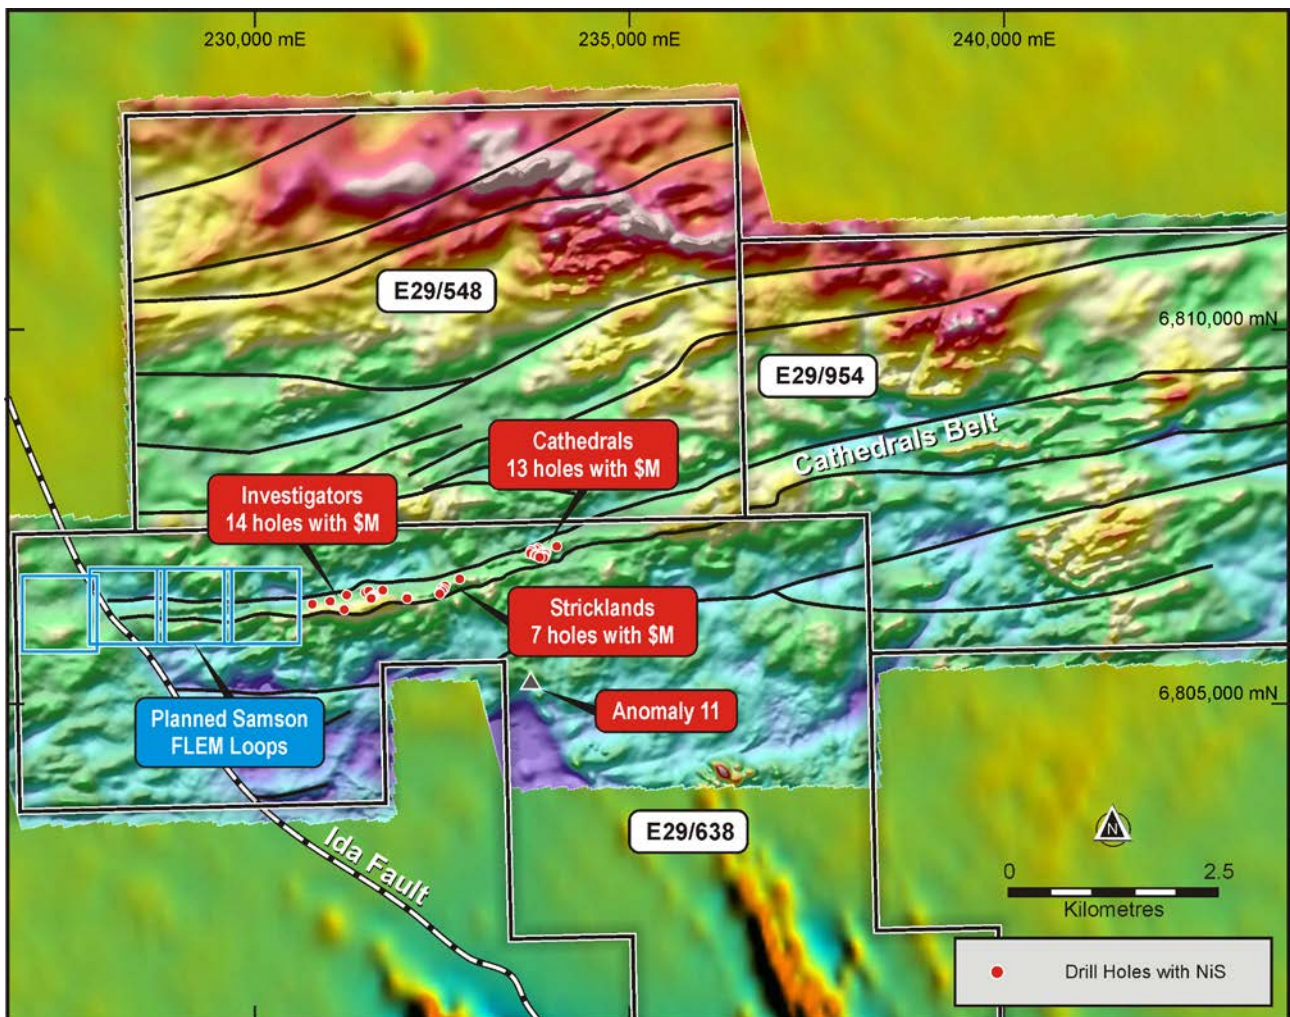 230,000 mE
235,000 mE
240,000 mE
E29/548
6,810,000 mN
E29/954
Cathedrals Belt
Cathedrals
13 holes with $M
Investigators
14 holes with $M
Stricklands
7 holes with $M
6,805,000 mN
Anomaly 11
Planned Samson
FLEM Loops
E29/638
Ida Fault
N
0
2.5
Kilometres
Drill Holes with NiS